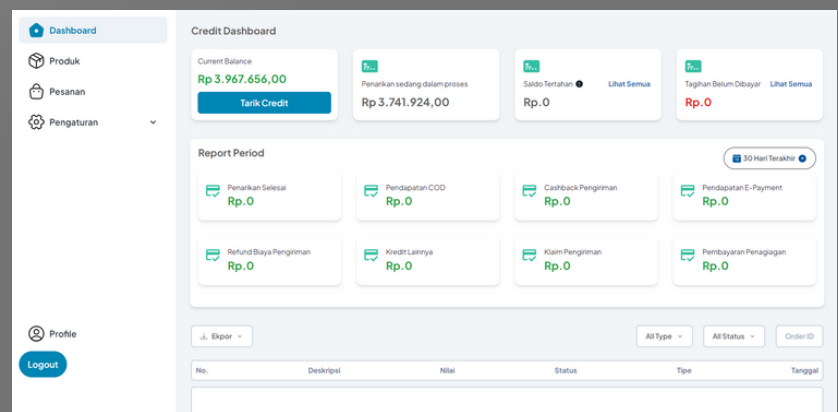 Dashboard
Produk
Pesanan
Pengaturan
Profile
Logout
Credit Dashboard
Current Balance
Rp 3.967.656,00
Tarik Credit
Penarikan sedang dalam proses
Rp 3.741.924,00
Saldo Tertahan
Lihat Semua
Rp.0
Tagihan Belum Dibayar
Lihat Semua
Rp.0
Report Period
30 Hari Terakhir
Penarikan Selesai
Rp.0
Pendapatan COD
Rp.0
Cashback Pengiriman
Rp.0
Pendapatan E-Payment
Rp.0
Refund Biaya Pengiriman
Rp.0
Kredit Lainnya
Rp.0
Klaim Pengiriman
Rp.0
Pembayaran Penagiagan
Rp.0
Ekpor
All Type
All Status
Order ID
No. Deskripsi Nilai Status Tipe Tanggal